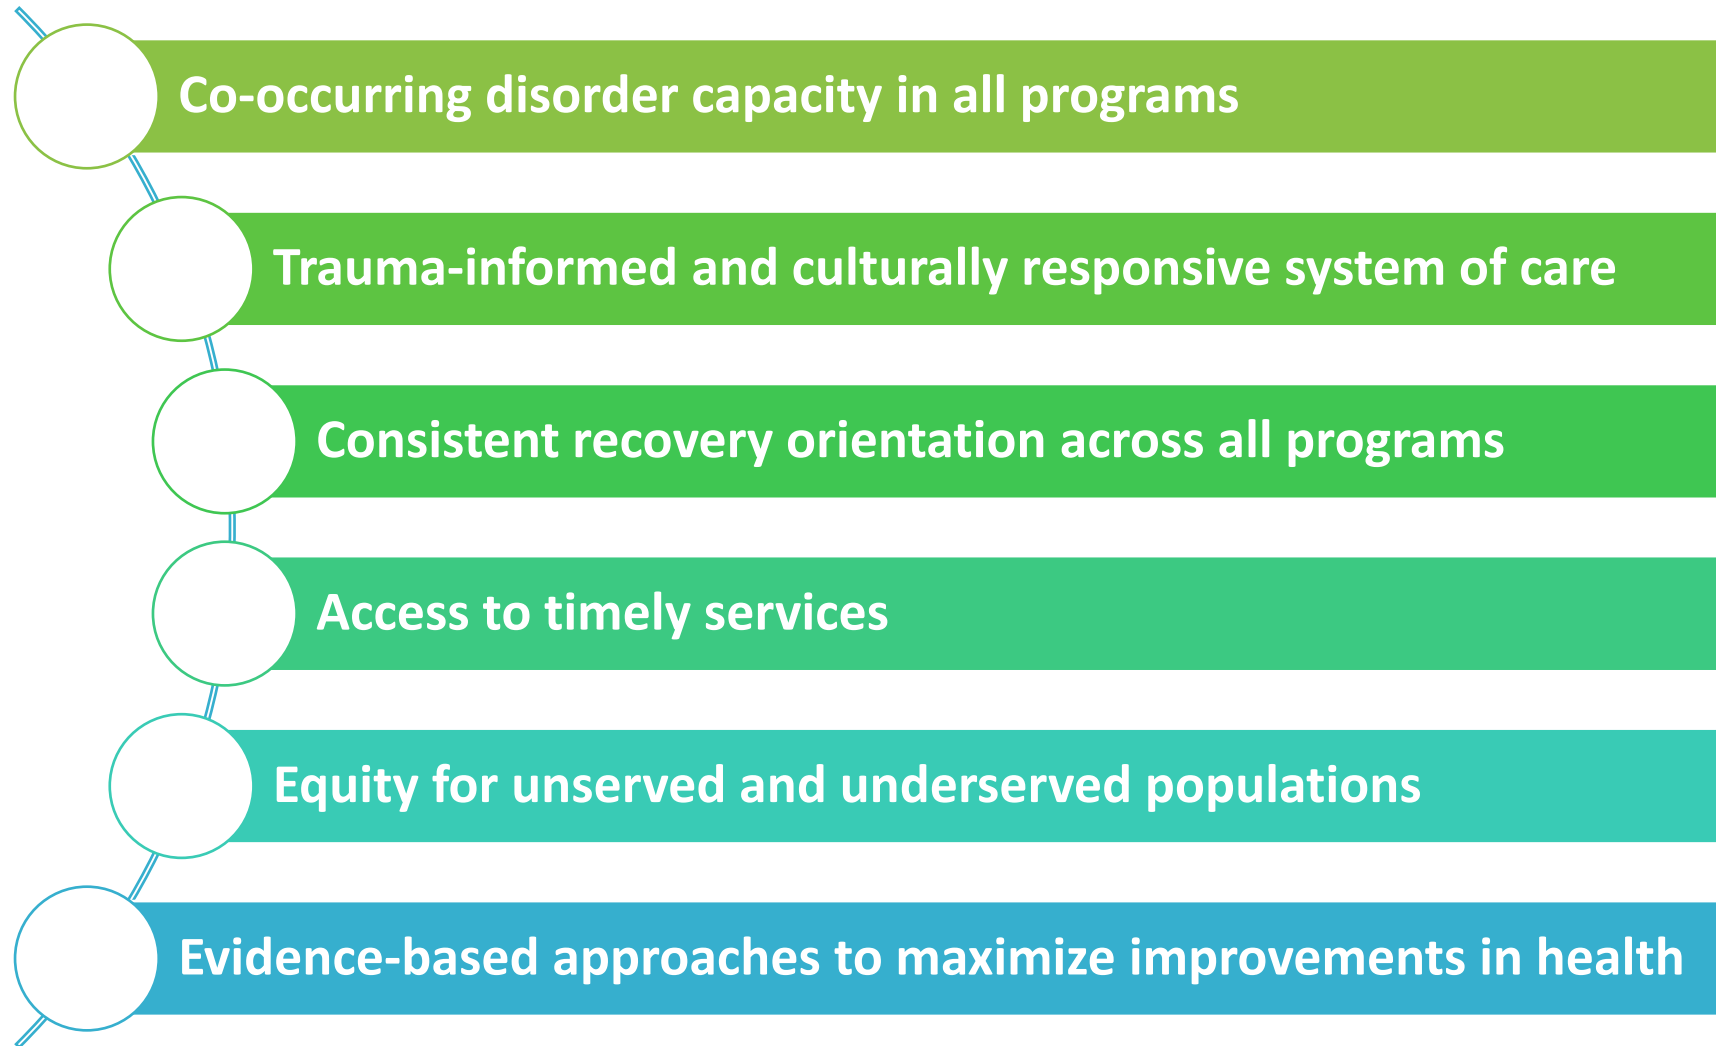 Co-occurring disorder capacity in all programs
Trauma-informed and culturally responsive system of care
Consistent recovery orientation across all programs
Access to timely services
Equity for unserved and underserved populations
Evidence-based approaches to maximize improvements in health